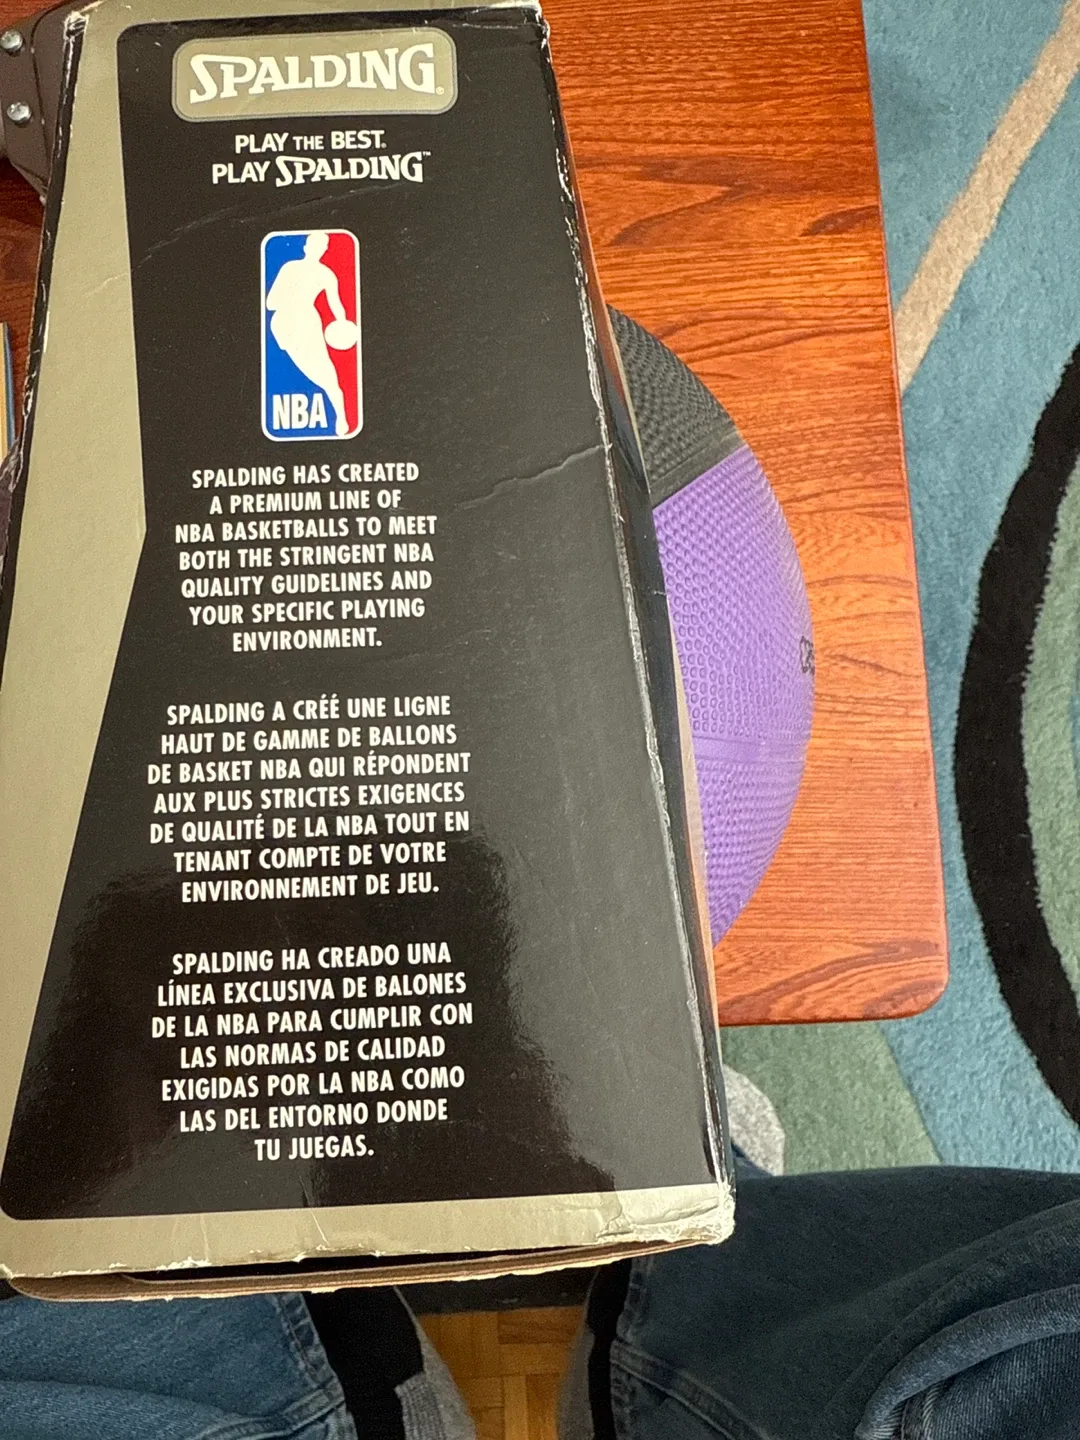 SPALDING®
PLAY THE BEST.
PLAY SPALDING™
NBA
SPALDING HAS CREATED
A PREMIUM LINE OF
NBA BASKETBALLS TO MEET
BOTH THE STRINGENT NBA
QUALITY GUIDELINES AND
YOUR SPECIFIC PLAYING
ENVIRONMENT.
SPALDING A CRÉÉ UNE LIGNE
HAUT DE GAMME DE BALLONS
DE BASKET NBA QUI RÉPONDENT
AUX PLUS STRICTES EXIGENCES
DE QUALITÉ DE LA NBA TOUT EN
TENANT COMPTE DE VOTRE
ENVIRONNEMENT DE JEU.
SPALDING HA CREADO UNA
LÍNEA EXCLUSIVA DE BALONES
DE LA NBA PARA CUMPLIR CON
LAS NORMAS DE CALIDAD
EXIGIDAS POR LA NBA COMO
LAS DEL ENTORNO DONDE
TU JUEGAS.